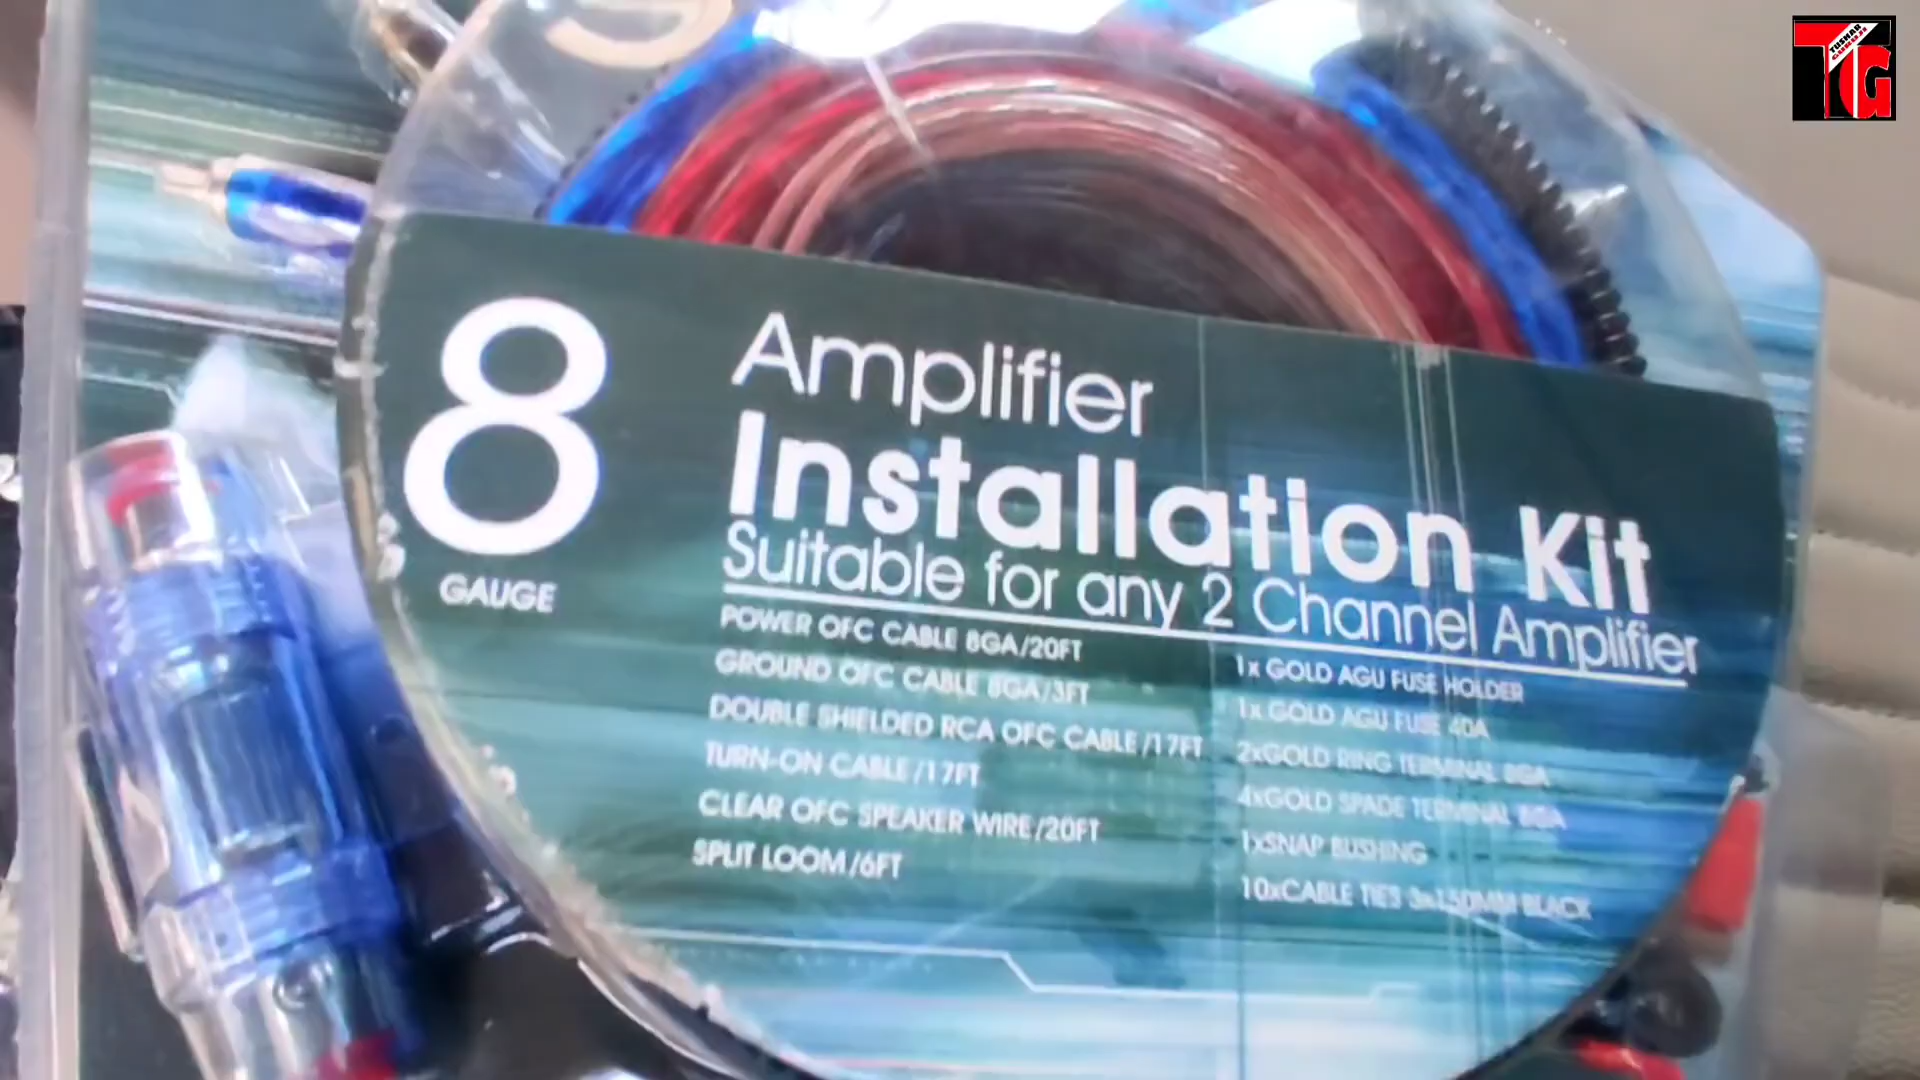 8
GAUGE
Amplifier
Installation Kit
Suitable for any 2 Channel Amplifier
POWER OFC CABLE 8GA/20FT
GROUND OFC CABLE 8GA/3FT
DOUBLE SHIELDED RCA OFC CABLE/17FT
TURN-ON CABLE/17FT
CLEAR OFC SPEAKER WIRE/20FT
SPLIT LOOM/6FT
1x GOLD AGU FUSE HOLDER
1x GOLD AGU FUSE 40A
2xGOLD RING TERMINAL 8GA
4xGOLD SPADE TERMINAL 8GA
1xSNAP BUSHING
10xCABLE TIES 3x150MM BLACK
TUSHAR
TG